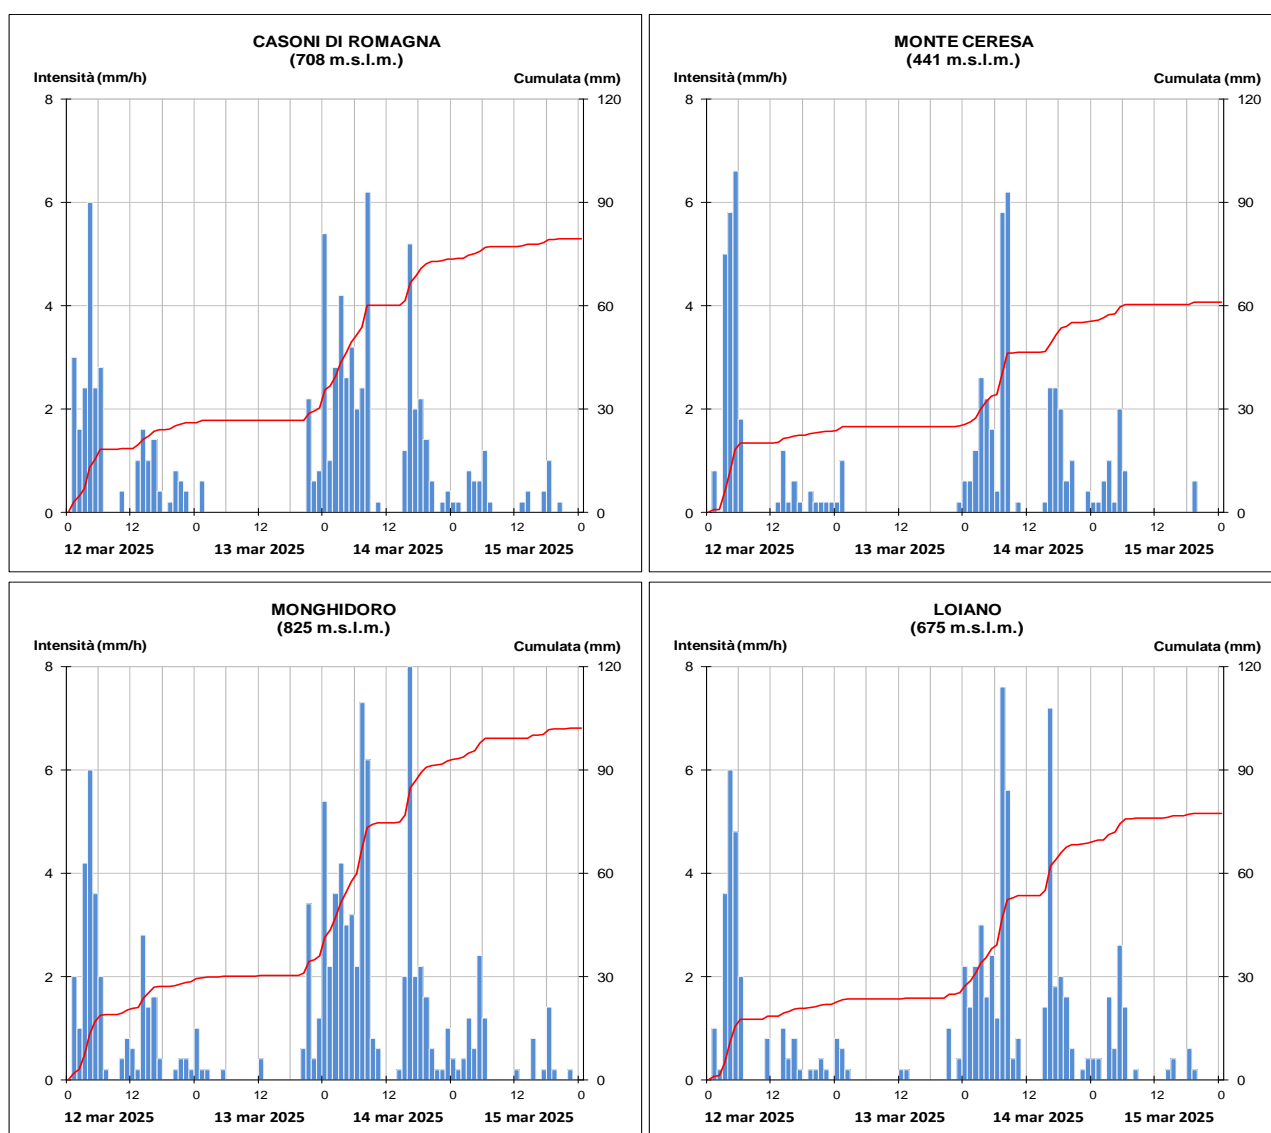 CASONI DI ROMAGNA
(708 m.s.l.m.)
Intensità (mm/h) Cumulata (mm)
8 120
6 90
4 60
2 30
0 0
0 12 0 12 0 12 0 12 0
12 mar 2025 13 mar 2025 14 mar 2025 15 mar 2025
MONTE CERESA
(441 m.s.l.m.)
Intensità (mm/h) Cumulata (mm)
8 120
6 90
4 60
2 30
0 0
0 12 0 12 0 12 0 12 0
12 mar 2025 13 mar 2025 14 mar 2025 15 mar 2025
MONGHIDORO
(825 m.s.l.m.)
Intensità (mm/h) Cumulata (mm)
8 120
6 90
4 60
2 30
0 0
0 12 0 12 0 12 0 12 0
12 mar 2025 13 mar 2025 14 mar 2025 15 mar 2025
LOIANO
(675 m.s.l.m.)
Intensità (mm/h) Cumulata (mm)
8 120
6 90
4 60
2 30
0 0
0 12 0 12 0 12 0 12 0
12 mar 2025 13 mar 2025 14 mar 2025 15 mar 2025